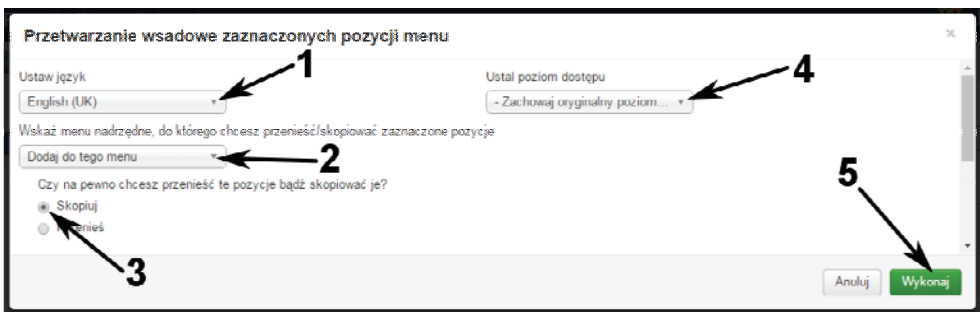 Przetwarzanie wsadowe zaznaczonych pozycji menu ×
1 4
Ustaw język Ustal poziom dostępu
English (UK) - Zachowaj oryginalny poziom...
Wskaż menu nadrzędne, do którego chcesz przenieść/skopiować zaznaczone pozycje
Dodaj do tego menu 2
Czy na pewno chcesz przenieść te pozycje bądź skopiować je? 5
Skopiuj
3
Anuluj Wykonaj